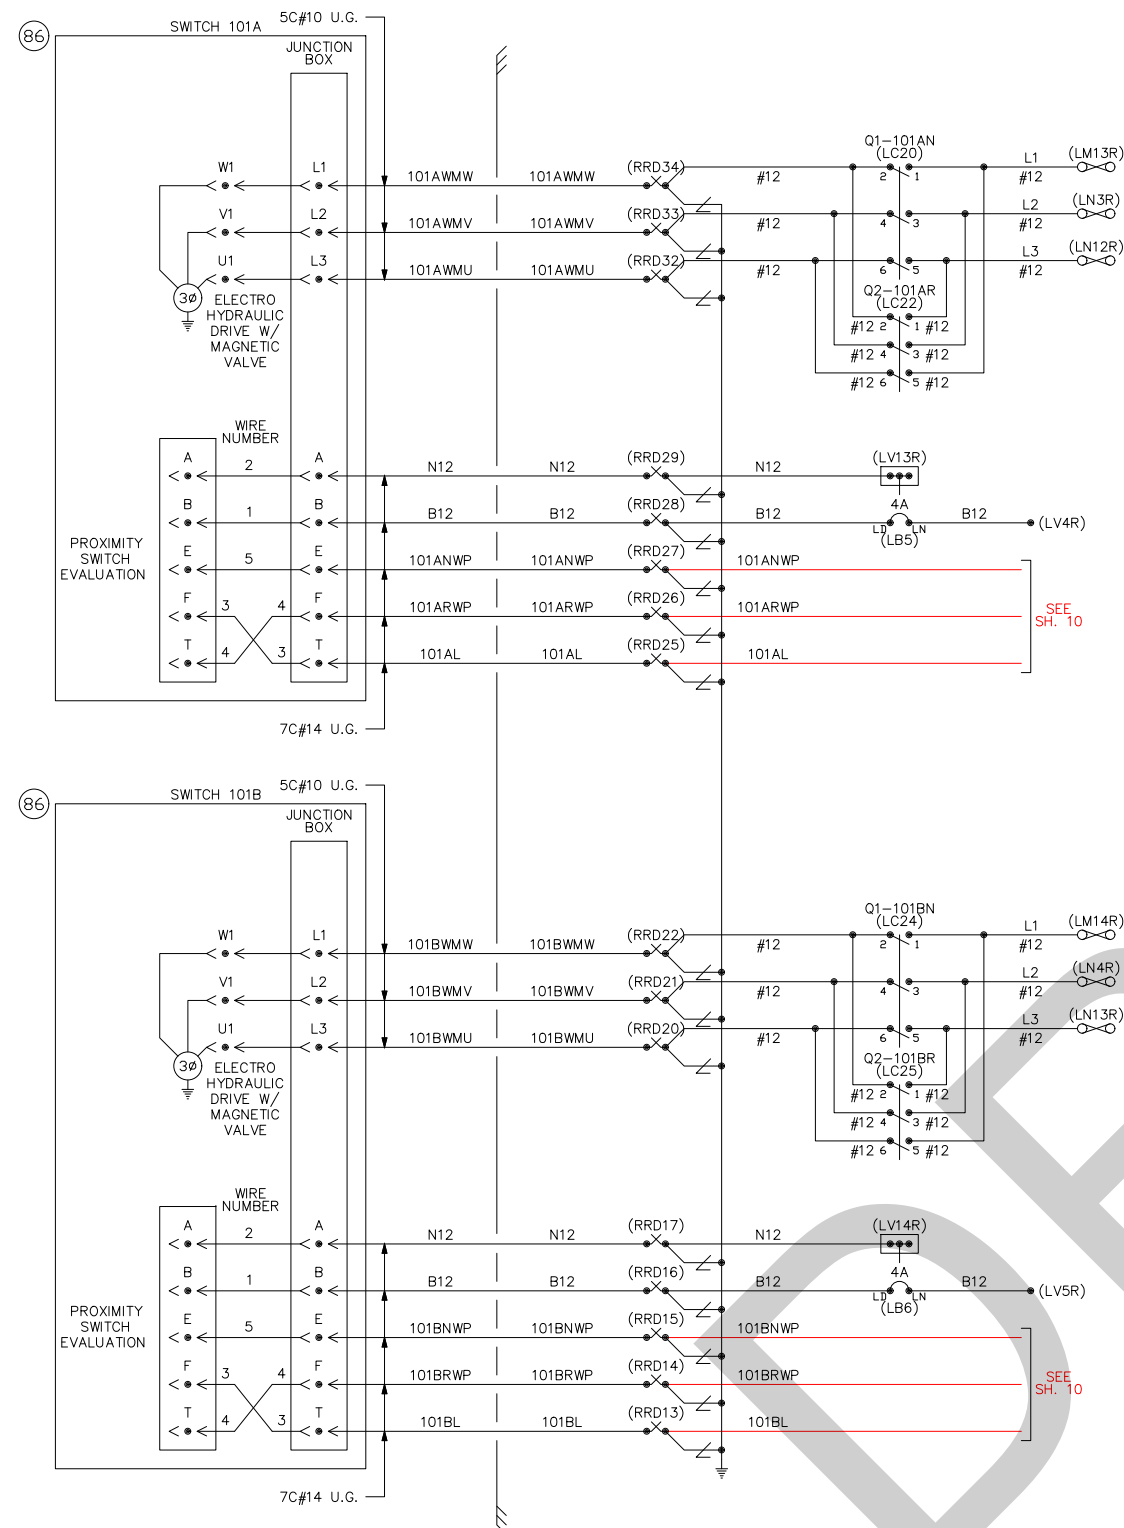 5C#10 U.G.
86
SWITCH 101A
JUNCTION
BOX
Q1-101AN
(LC20)
W1
L1
101AWMW
101AWMW
(RRD34)
#12
2
1
L1
#12
(LM13R)
V1
L2
101AWMV
101AWMV
(RRD33)
#12
4
3
L2
#12
(LN3R)
U1
L3
101AWMU
101AWMU
(RRD32)
#12
6
5
L3
#12
(LN12R)
3Ø
ELECTRO
HYDRAULIC
DRIVE W/
MAGNETIC
VALVE
Q2-101AR
(LC22)
#12 2 1 #12
#12 4 3 #12
#12 6 5 #12
WIRE
NUMBER
A
2
A
N12
N12
(RRD29)
N12
(LV13R)
B
1
B
B12
B12
(RRD28)
B12
4A
LD LN
(LB5)
B12
(LV4R)
PROXIMITY
SWITCH
EVALUATION
E
5
E
101ANWP
101ANWP
(RRD27)
101ANWP
F
3
4
F
101ARWP
101ARWP
(RRD26)
101ARWP
SEE
SH. 10
T
4
3
T
101AL
101AL
(RRD25)
101AL
7C#14 U.G.
5C#10 U.G.
86
SWITCH 101B
JUNCTION
BOX
Q1-101BN
(LC24)
W1
L1
101BWMW
101BWMW
(RRD22)
#12
2
1
L1
#12
(LM14R)
V1
L2
101BWMV
101BWMV
(RRD21)
#12
4
3
L2
#12
(LN4R)
U1
L3
101BWMU
101BWMU
(RRD20)
#12
6
5
L3
#12
(LN13R)
3Ø
ELECTRO
HYDRAULIC
DRIVE W/
MAGNETIC
VALVE
Q2-101BR
(LC25)
#12 2 1 #12
#12 4 3 #12
#12 6 5 #12
WIRE
NUMBER
A
2
A
N12
N12
(RRD17)
N12
(LV14R)
B
1
B
B12
B12
(RRD16)
B12
4A
LD LN
(LB6)
B12
(LV5R)
PROXIMITY
SWITCH
EVALUATION
E
5
E
101BNWP
101BNWP
(RRD15)
101BNWP
F
3
4
F
101BRWP
101BRWP
(RRD14)
101BRWP
SEE
SH. 10
T
4
3
T
101BL
101BL
(RRD13)
101BL
7C#14 U.G.